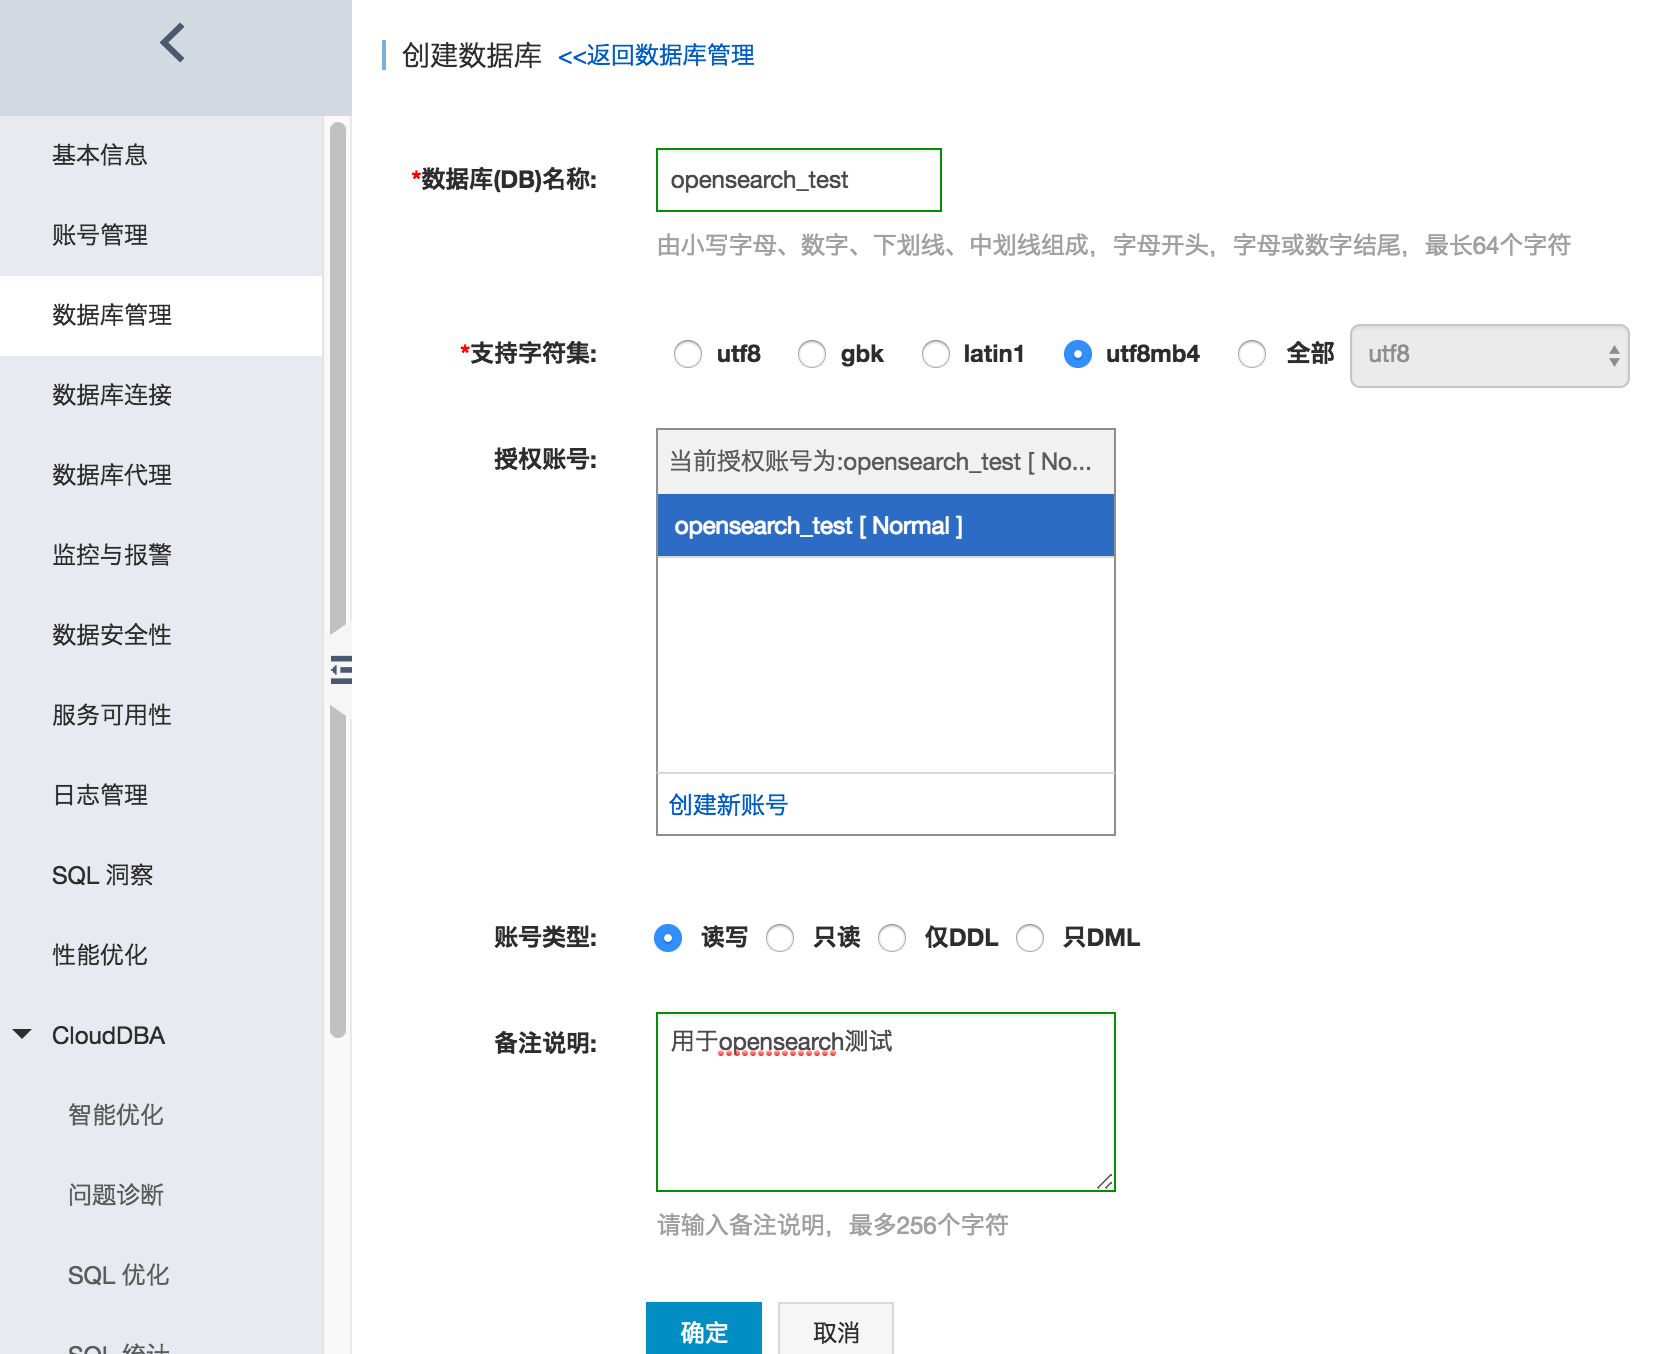 创建数据库 <<返回数据库管理
基本信息
账号管理
数据库管理
数据库连接
数据库代理
监控与报警
数据安全性
服务可用性
日志管理
SQL 洞察
性能优化
CloudDBA
智能优化
问题诊断
SQL 优化
SQL 统计
*数据库(DB)名称: opensearch_test
由小写字母、数字、下划线、中划线组成，字母开头，字母或数字结尾，最长64个字符
*支持字符集: utf8 gbk latin1 utf8mb4 全部 utf8
授权账号: 当前授权账号为:opensearch_test [ No...
opensearch_test [ Normal ]
创建新账号
账号类型: 读写 只读 仅DDL 只DML
备注说明: 用于opensearch测试
请输入备注说明，最多256个字符
确定 取消